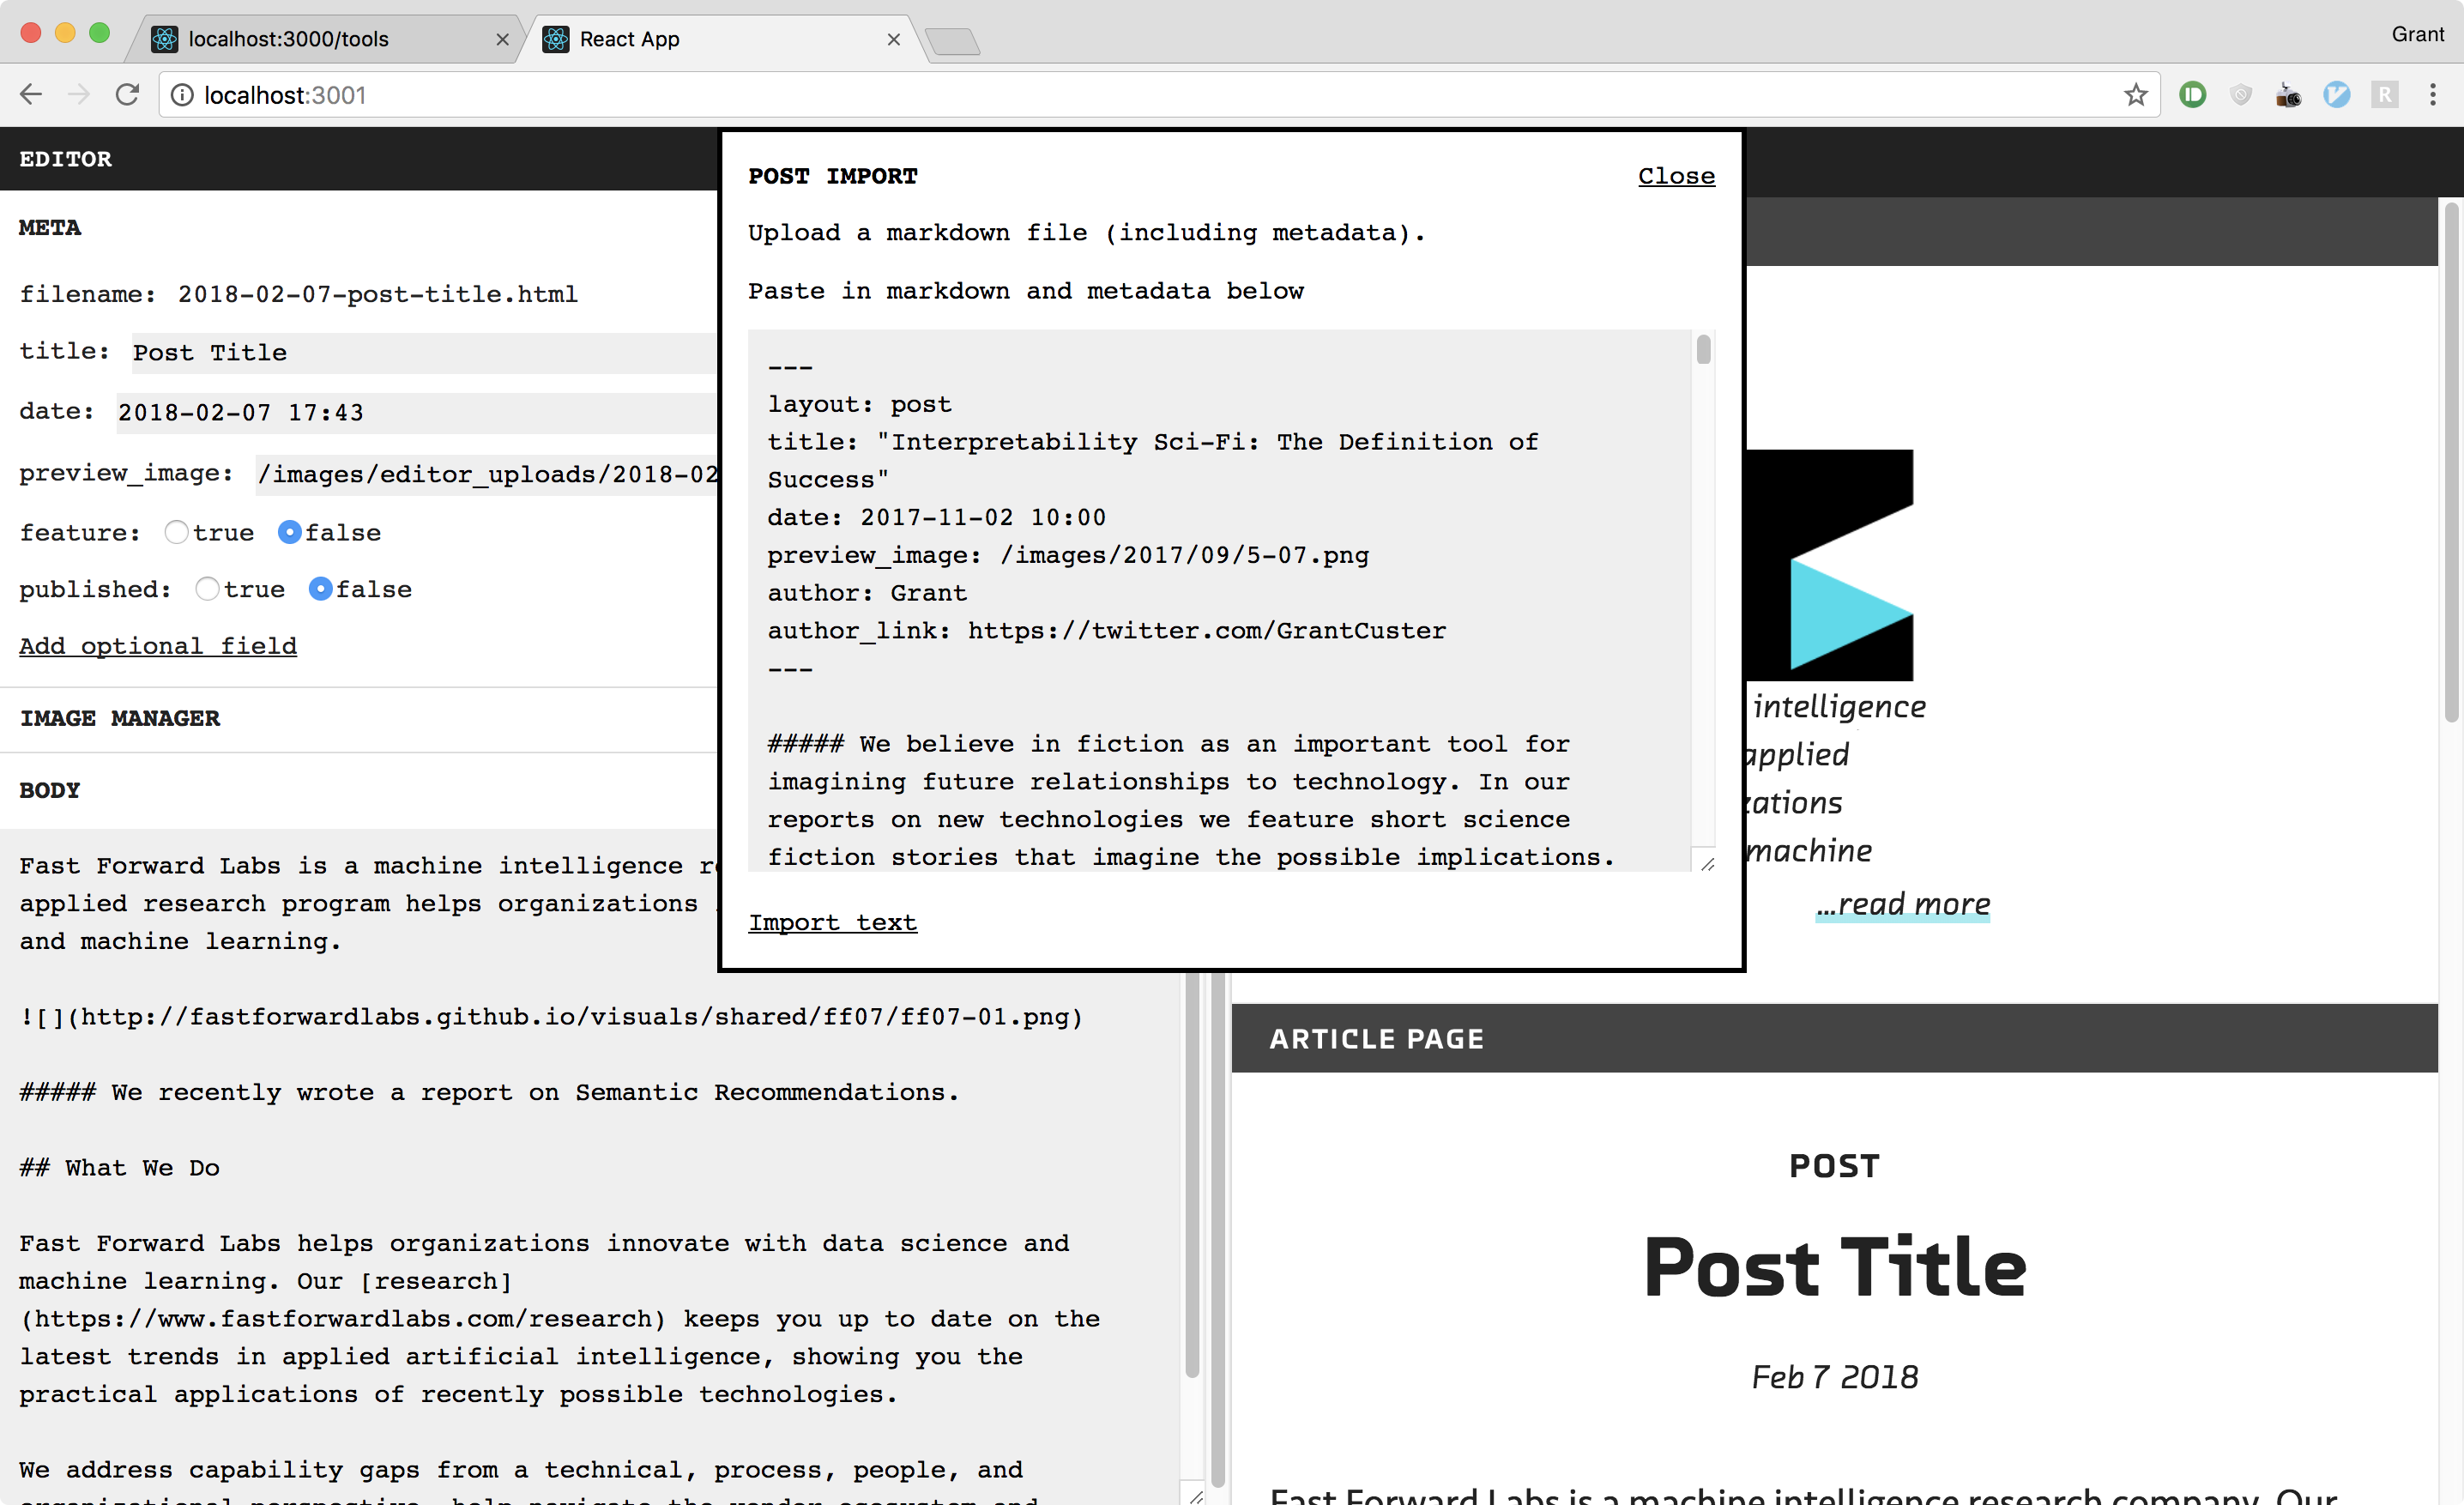 localhost:3000/tools
React App
Grant
localhost:3001
EDITOR
META
filename: 2018-02-07-post-title.html
title: Post Title
date: 2018-02-07 17:43
preview_image: /images/editor_uploads/2018-02
feature: true false
published: true false
Add optional field
IMAGE MANAGER
BODY
Fast Forward Labs is a machine intelligence
applied research program helps organizations
and machine learning.
![](http://fastforwardlabs.github.io/visuals/shared/ff07/ff07-01.png)
##### We recently wrote a report on Semantic Recommendations.
## What We Do
Fast Forward Labs helps organizations innovate with data science and
machine learning. Our [research]
(https://www.fastforwardlabs.com/research) keeps you up to date on the
latest trends in applied artificial intelligence, showing you the
practical applications of recently possible technologies.
We address capability gaps from a technical, process, people, and
POST IMPORT
Close
Upload a markdown file (including metadata).
Paste in markdown and metadata below
---
layout: post
title: "Interpretability Sci-Fi: The Definition of
Success"
date: 2017-11-02 10:00
preview_image: /images/2017/09/5-07.png
author: Grant
author_link: https://twitter.com/GrantCuster
---
##### We believe in fiction as an important tool for
imagining future relationships to technology. In our
reports on new technologies we feature short science
fiction stories that imagine the possible implications.
Import text
intelligence
applied
zations
machine
...read more
ARTICLE PAGE
POST
Post Title
Feb 7 2018
Fast Forward Labs is a machine intelligence research company. Our